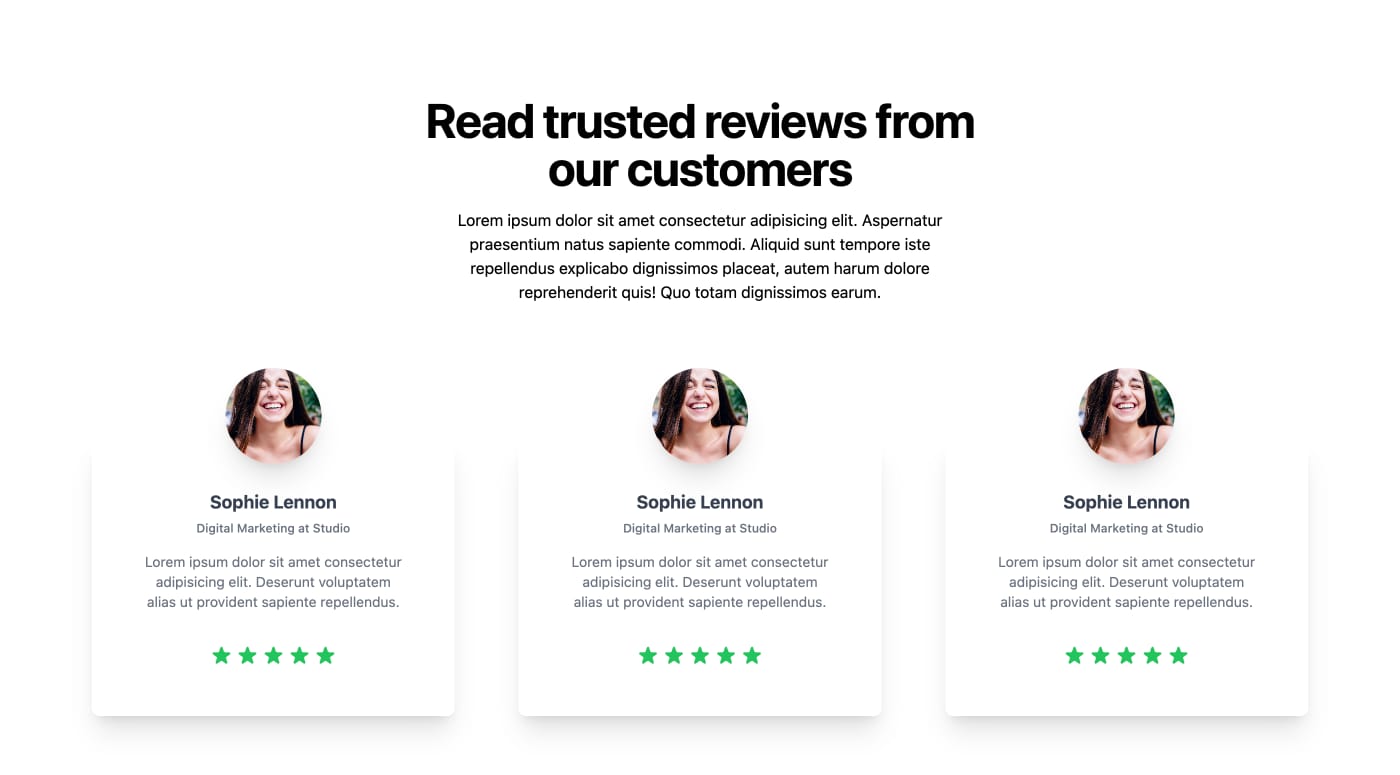 Read trusted reviews from
our customers
Lorem ipsum dolor sit amet consectetur adipisicing elit. Aspernatur
praesentium natus sapiente commodi. Aliquid sunt tempore iste
repellendus explicabo dignissimos placeat, autem harum dolore
reprehenderit quis! Quo totam dignissimos earum.
Sophie Lennon
Digital Marketing at Studio
Lorem ipsum dolor sit amet consectetur
adipisicing elit. Deserunt voluptatem
alias ut provident sapiente repellendus.
Sophie Lennon
Digital Marketing at Studio
Lorem ipsum dolor sit amet consectetur
adipisicing elit. Deserunt voluptatem
alias ut provident sapiente repellendus.
Sophie Lennon
Digital Marketing at Studio
Lorem ipsum dolor sit amet consectetur
adipisicing elit. Deserunt voluptatem
alias ut provident sapiente repellendus.